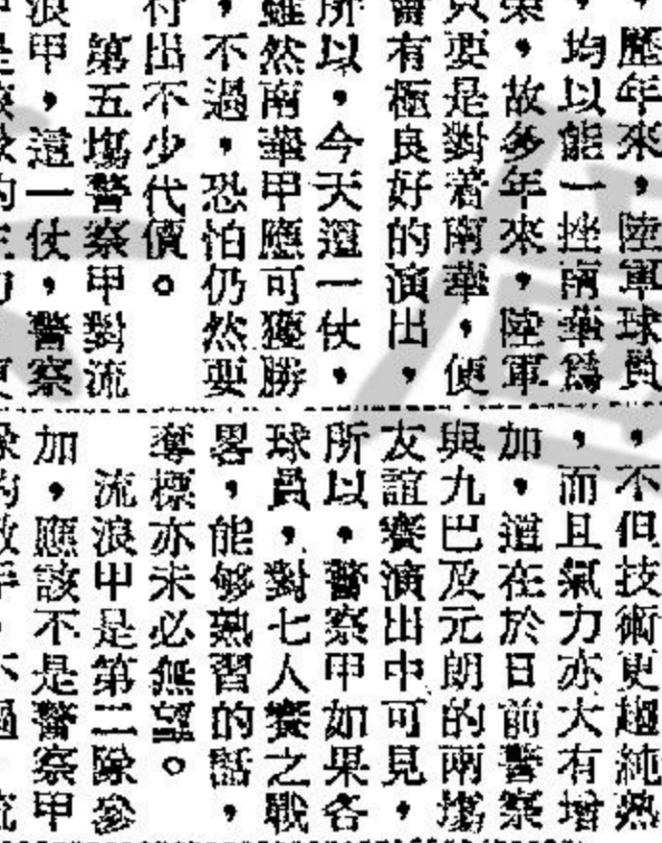 ，歷年來，陸軍球員
，均以能一挫南華爲
榮，故多年來，陸軍
只要是對着南華，便
會有極良好的演出，
所以，今天這一仗，
雖然南華甲應可獲勝
，不過，恐怕仍然要
付出不少代價。
第五塲警察甲對流
浪甲，這一仗，警察
，不但技術更趨純熟
，而且氣力亦大有增
加，這在於日前警察
與九巴及元朗的兩塲
友誼賽演出中可見，
所以，警察甲如果各
球員，對七人賽之戰
畧，能够熟習的話，
奪標亦未必無望。
流浪甲是第二隊參
加，應該不是警察甲